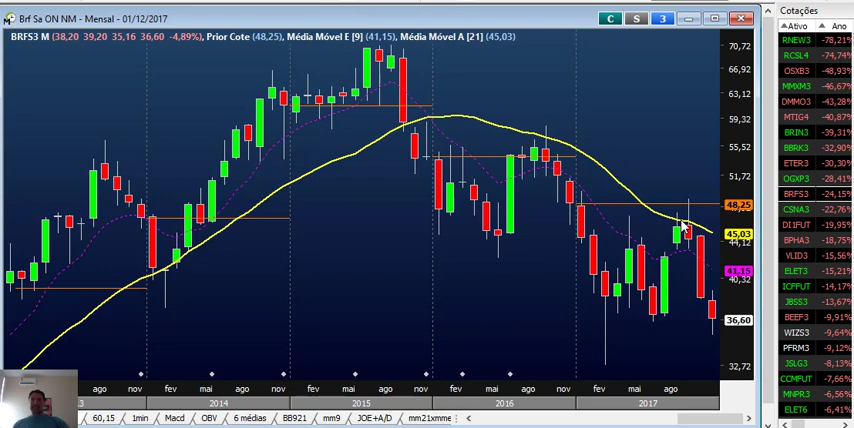 Brf Sa ON NM - Mensal - 01/12/2017
C S 3
BRFS3 M (38,20 39,20 35,16 36,60 -4,89%), Prior Cote (48,25), Média Móvel E [9] (41,15), Média Móvel A [21] (45,03)
70,72
66,92
63,12
59,32
55,52
51,72
48,25
45,03
44,12
41,15
40,32
36,60
32,72
ago nov fev mai ago nov fev mai ago nov fev mai ago nov fev mai ago
2014 2015 2016 2017
60,15 1min Macd OBV 6 médias BB921 mm9 JOE+A/D mm21xmme
Cotações
Ativo Ano
RNEW3 -78,21%
RCSL4 -74,74%
OSXB3 -48,93%
MMXM3 -46,67%
DMMO3 -43,28%
MTIG4 -40,87%
BRIN3 -39,31%
BBRK3 -32,90%
ETER3 -30,30%
OGXP3 -28,41%
BRFS3 -24,15%
CSNA3 -22,76%
DI1FUT -19,95%
BPHA3 -18,75%
VLID3 -15,56%
ELET3 -15,21%
ICFFUT -14,17%
JBSS3 -13,67%
BEEF3 -9,91%
WIZS3 -9,64%
PFRM3 -9,12%
JSLG3 -8,13%
CCMFUT -7,66%
MNPR3 -6,56%
ELET6 -6,41%